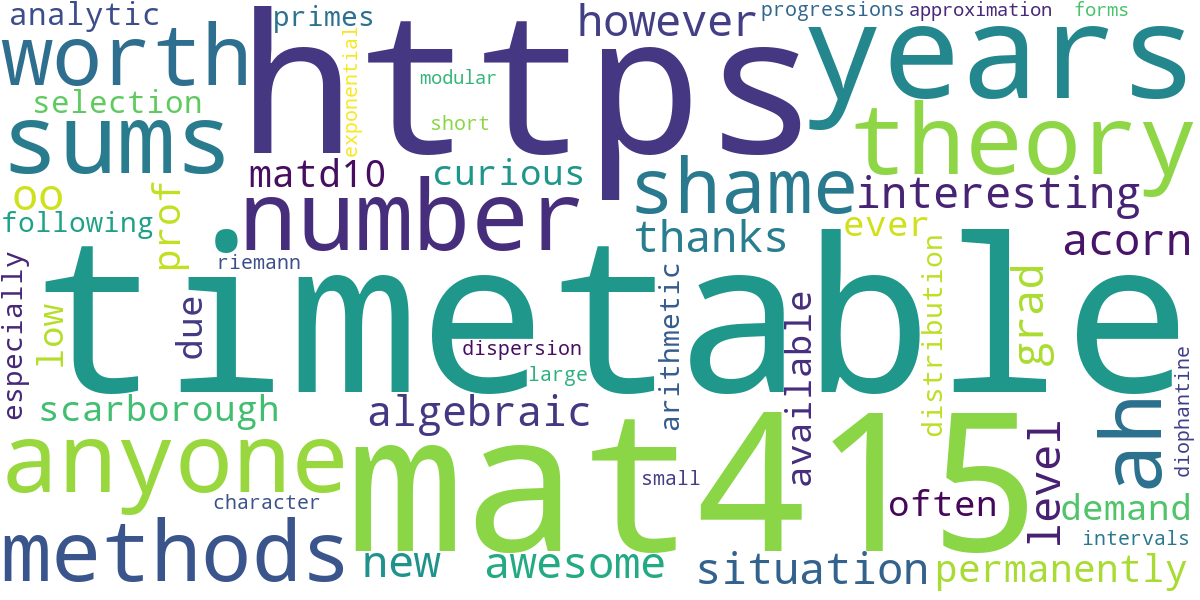 analytic
primes
however
progressions
approximation
forms
worth
https
years
exponential
modular
selection
short
sums
theory
matd10
curious
shame
interesting
oo
prof
number
following
thanks
ever
acorn
riemann
especially
timetable
low
due
arithmetic
available
distribution
grad
dispersion
large
diophantine
scarborough
algebraic
ahe
anyone
mat415
level
small
character
often
demand
methods
new
awesome
situation
intervals
permanently